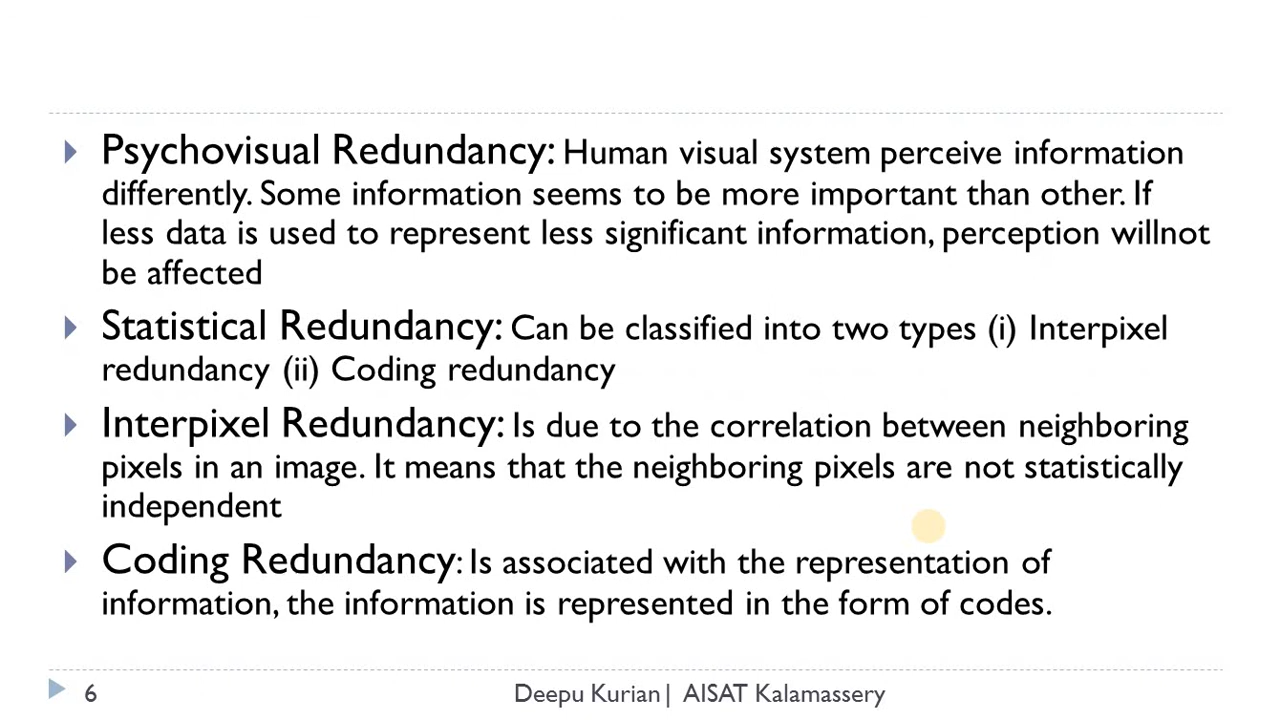 Psychovisual Redundancy: Human visual system perceive information
differently. Some information seems to be more important than other. If
less data is used to represent less significant information, perception willnot
be affected
Statistical Redundancy: Can be classified into two types (i) Interpixel
redundancy (ii) Coding redundancy
Interpixel Redundancy: Is due to the correlation between neighboring
pixels in an image. It means that the neighboring pixels are not statistically
independent
Coding Redundancy: Is associated with the representation of
information, the information is represented in the form of codes.
6 Deepu Kurian| AISAT Kalamassery